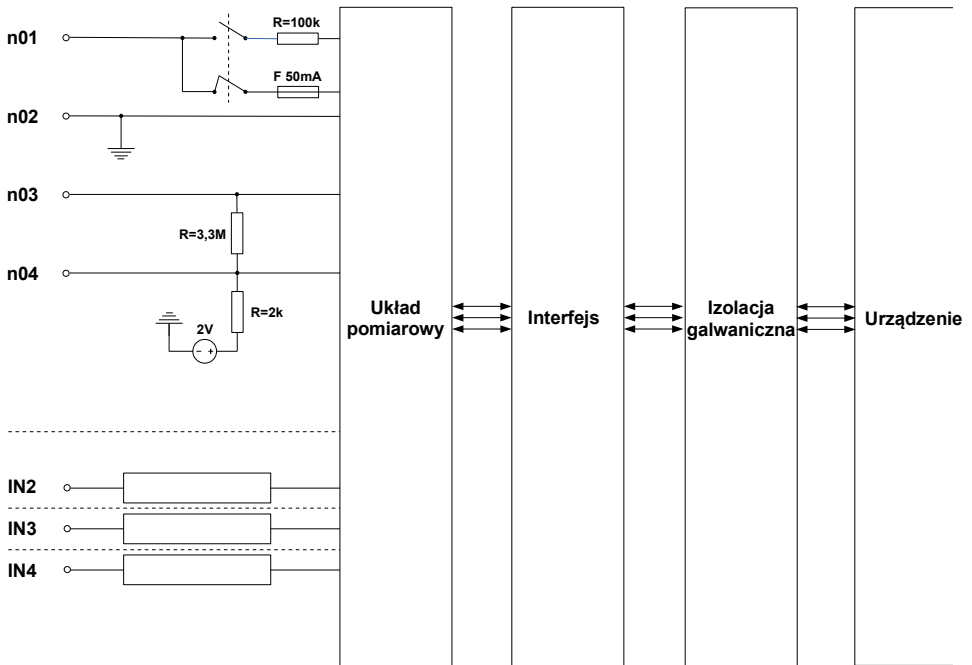 n01
R=100k
F 50mA
n02
n03
R=3,3M
n04
R=2k
2V
- +
Układ
pomiarowy
Interfejs
Izolacja
galwaniczna
Urządzenie
IN2
IN3
IN4